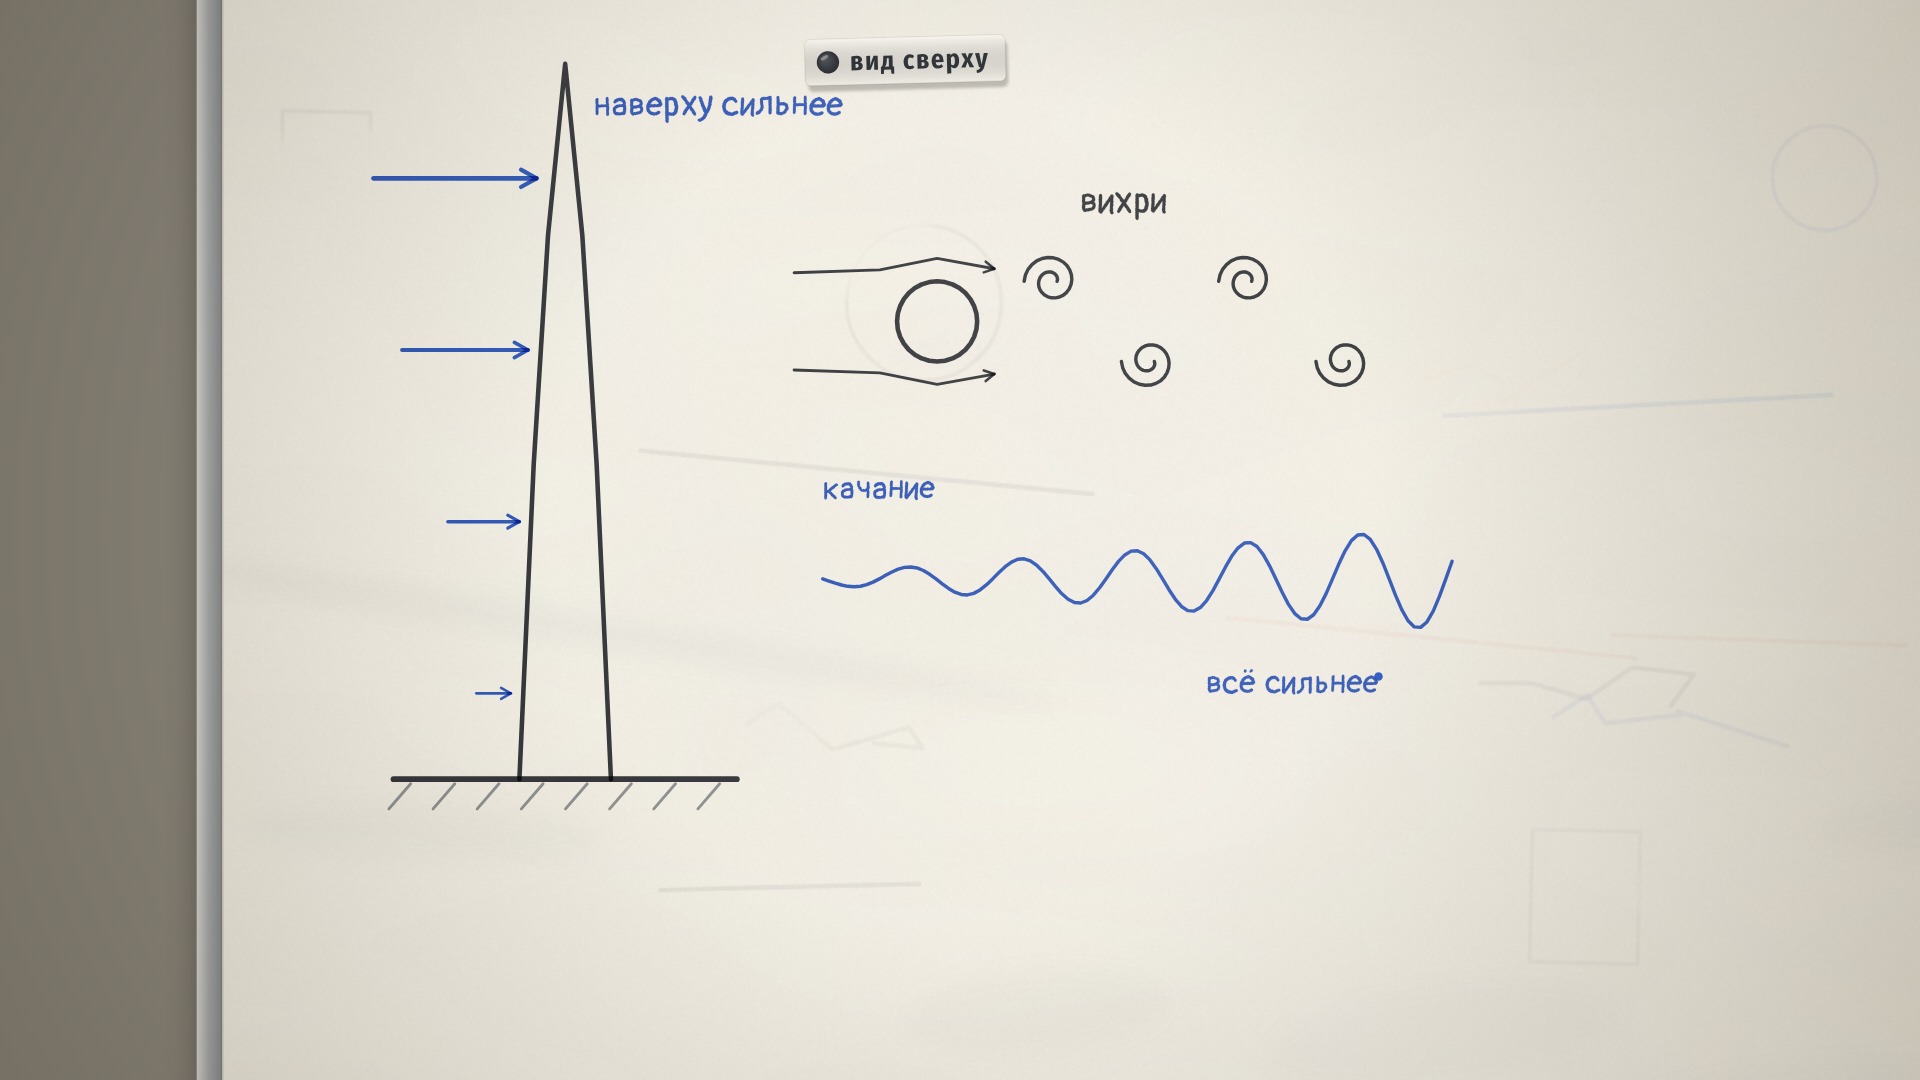 вид сверху
наверху сильнее
вихри
качание
всё сильнее